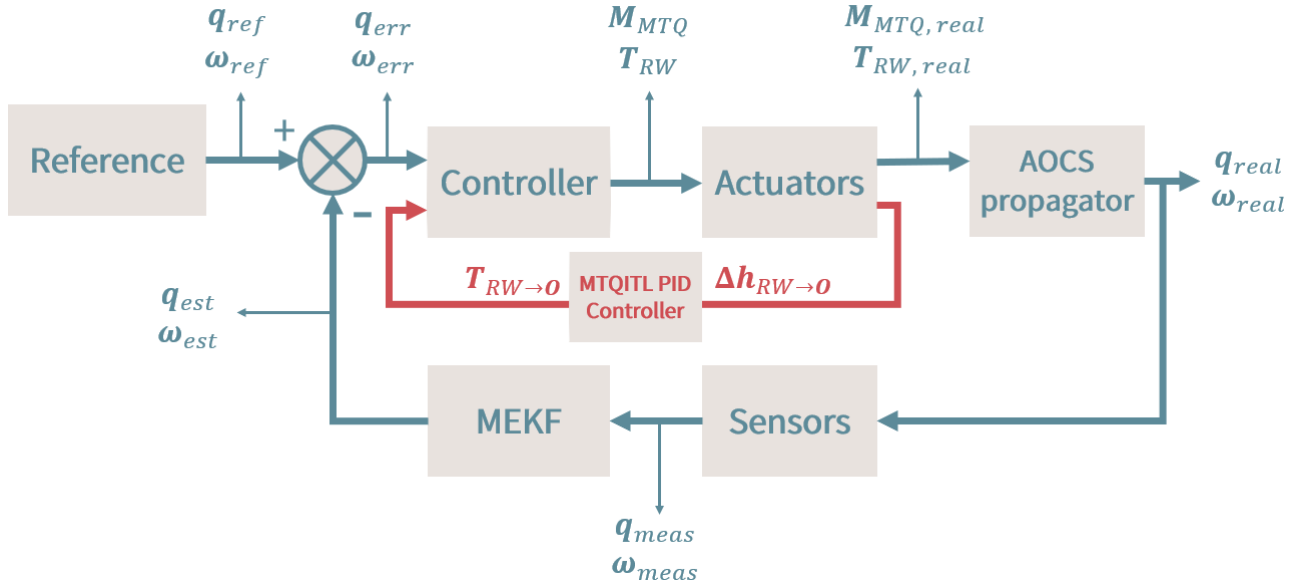 q_ref
ω_ref
q_err
ω_err
M_MTQ
T_RW
M_MTQ, real
T_RW, real
Reference
+
-
Controller
Actuators
AOCS
propagator
q_real
ω_real
T_RW→O
MTQITL PID
Controller
Δh_RW→O
q_est
ω_est
MEKF
Sensors
q_meas
ω_meas